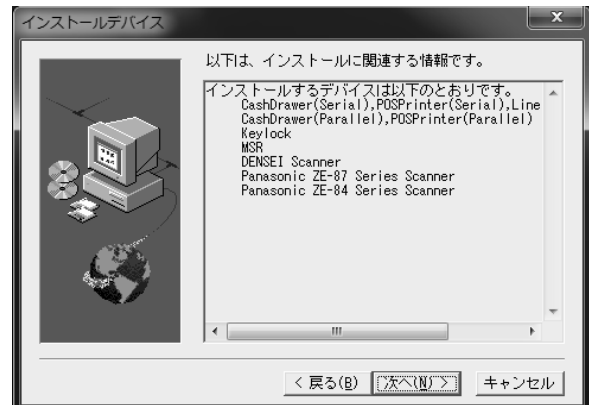 インストールデバイス
以下は、インストールに関連する情報です。
インストールするデバイスは以下のとおりです。
CashDrawer(Serial),POSPrinter(Serial),Line
CashDrawer(Parallel),POSPrinter(Parallel)
Keylock
MSR
DENSEI Scanner
Panasonic ZE-87 Series Scanner
Panasonic ZE-84 Series Scanner
< 戻る(B) 次へ(N) > キャンセル